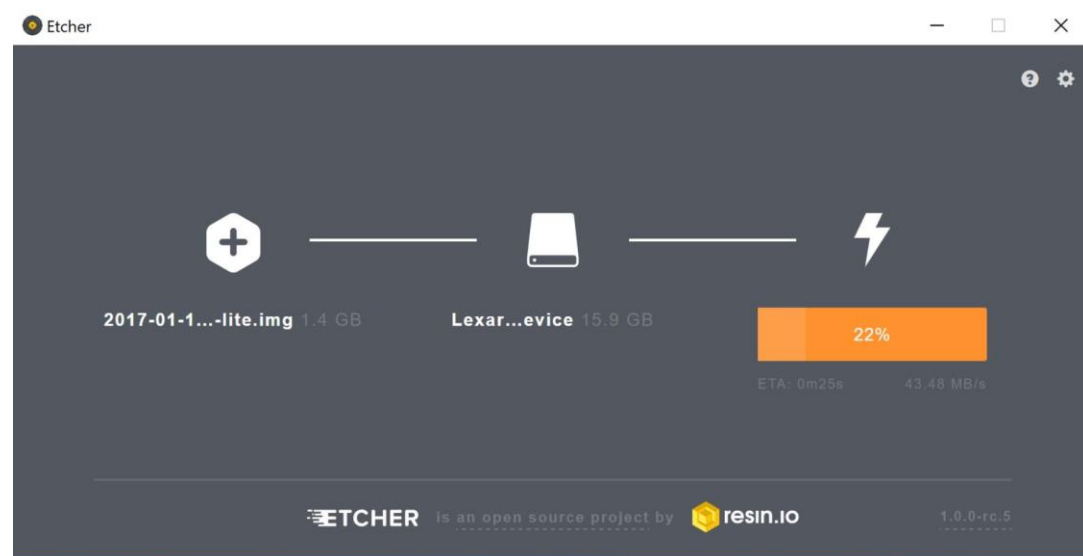 Etcher
2017-01-1...-lite.img 1.4 GB
Lexar...evice 15.9 GB
22%
ETA: 0m25s 43.48 MB/s
ETCHER is an open source project by resin.io 1.0.0-rc.5